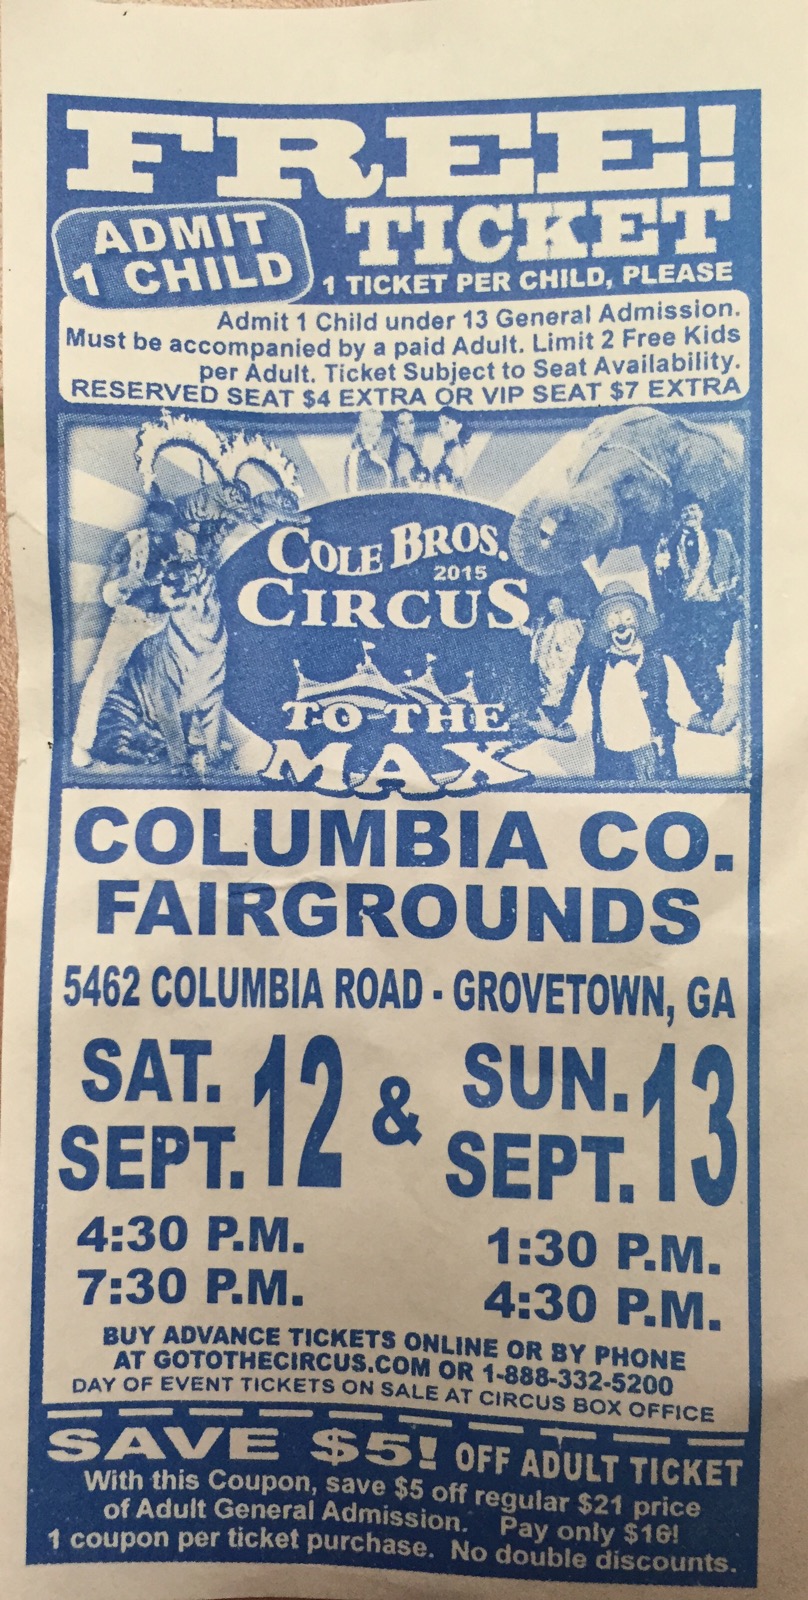 FREE!
ADMIT
1 CHILD
TICKET
1 TICKET PER CHILD, PLEASE
Admit 1 Child under 13 General Admission.
Must be accompanied by a paid Adult. Limit 2 Free Kids
per Adult. Ticket Subject to Seat Availability.
RESERVED SEAT $4 EXTRA OR VIP SEAT $7 EXTRA
COLE BROS.
2015
CIRCUS
TO THE
MAX
COLUMBIA CO.
FAIRGROUNDS
5462 COLUMBIA ROAD - GROVETOWN, GA
SAT.
SEPT. 12
&
SUN.
SEPT. 13
4:30 P.M.
7:30 P.M.
1:30 P.M.
4:30 P.M.
BUY ADVANCE TICKETS ONLINE OR BY PHONE
AT GOTOTHECIRCUS.COM OR 1-888-332-5200
DAY OF EVENT TICKETS ON SALE AT CIRCUS BOX OFFICE
SAVE $5! OFF ADULT TICKET
With this Coupon, save $5 off regular $21 price
of Adult General Admission. Pay only $16!
1 coupon per ticket purchase. No double discounts.